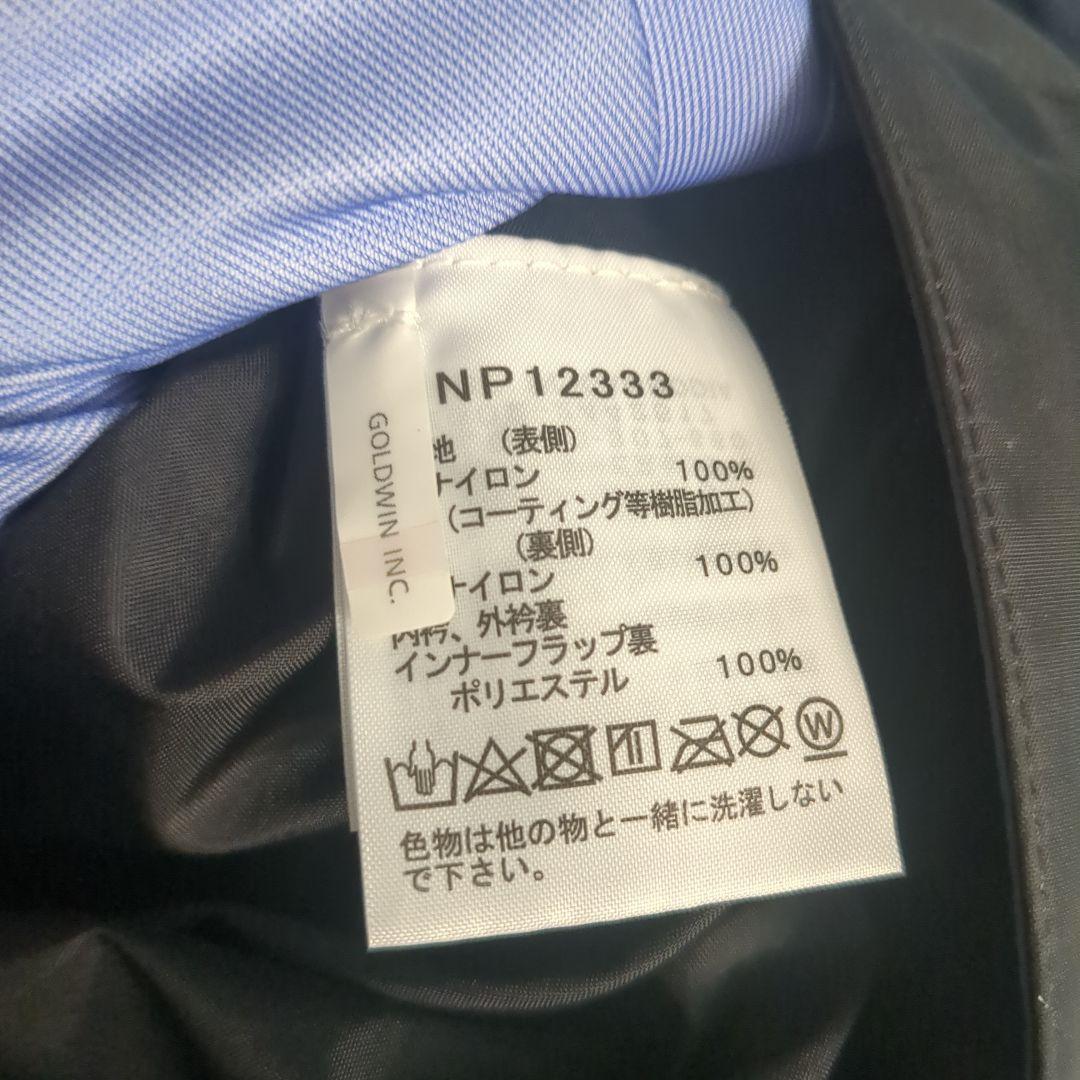 NP12333
地 (表側)
ナイロン 100%
(コーティング等樹脂加工)
(裏側)
ナイロン 100%
内衿、外衿裏
インナーフラップ裏
ポリエステル 100%
W
色物は他の物と一緒に洗濯しない
で下さい。
GOLDWIN INC.